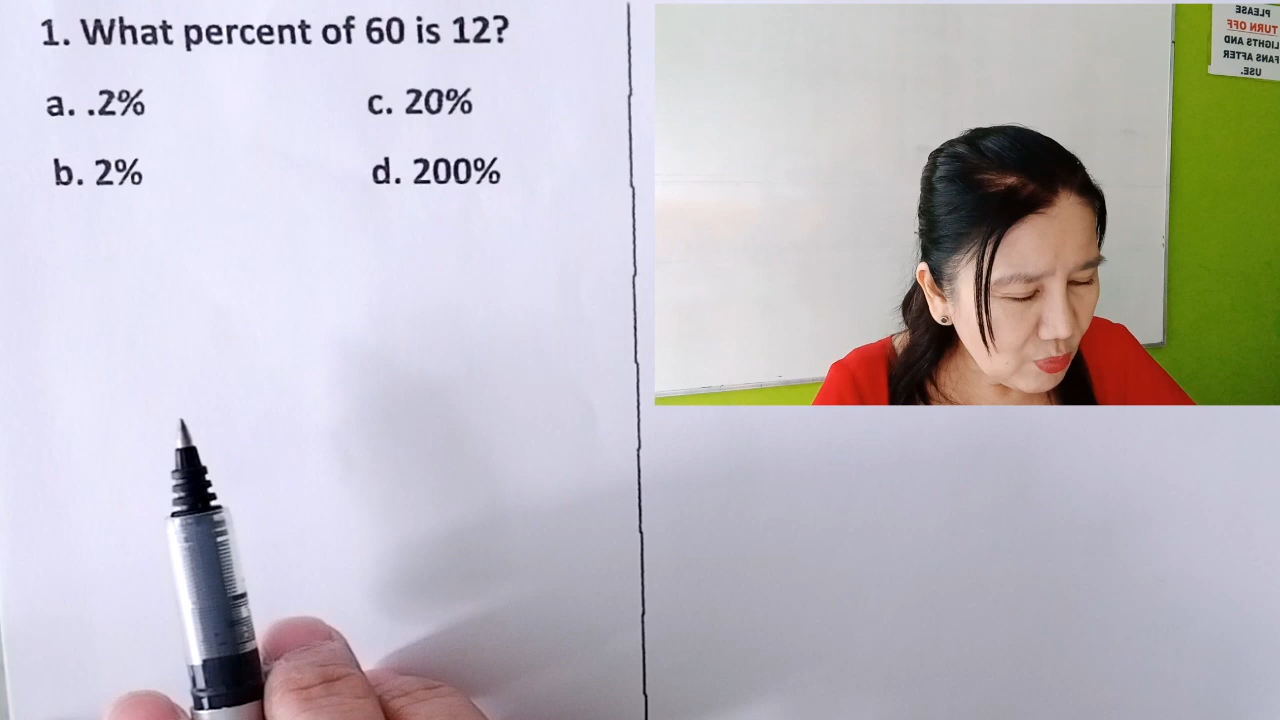 1. What percent of 60 is 12?
a. .2%
c. 20%
b. 2%
d. 200%
PLEASE
TURN OFF
LIGHTS AND
FANS AFTER
USE.